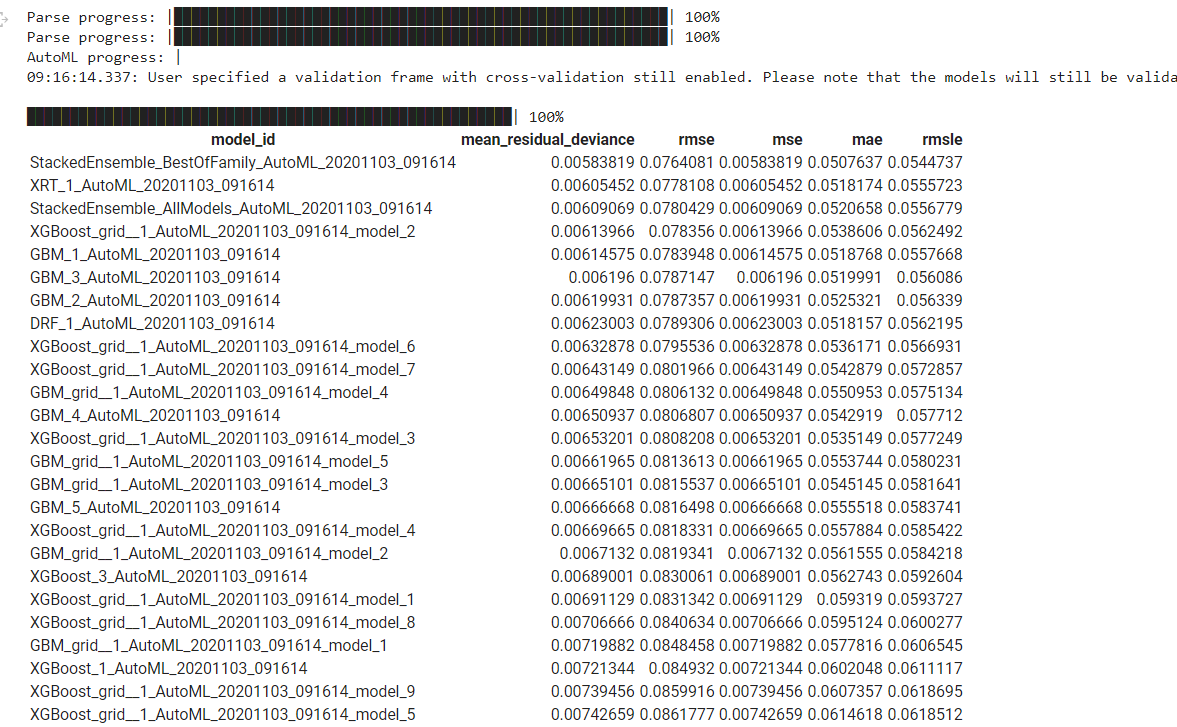 Parse progress: | | 100%
Parse progress: | | 100%
AutoML progress: |
09:16:14.337: User specified a validation frame with cross-validation still enabled. Please note that the models will still be valida
| 100%
model_id mean_residual_deviance rmse mse mae rmsle
StackedEnsemble_BestOfFamily_AutoML_20201103_091614 0.00583819 0.0764081 0.00583819 0.0507637 0.0544737
XRT_1_AutoML_20201103_091614 0.00605452 0.0778108 0.00605452 0.0518174 0.0555723
StackedEnsemble_AllModels_AutoML_20201103_091614 0.00609069 0.0780429 0.00609069 0.0520658 0.0556779
XGBoost_grid__1_AutoML_20201103_091614_model_2 0.00613966 0.078356 0.00613966 0.0538606 0.0562492
GBM_1_AutoML_20201103_091614 0.00614575 0.0783948 0.00614575 0.0518768 0.0557668
GBM_3_AutoML_20201103_091614 0.006196 0.0787147 0.006196 0.0519991 0.056086
GBM_2_AutoML_20201103_091614 0.00619931 0.0787357 0.00619931 0.0525321 0.056339
DRF_1_AutoML_20201103_091614 0.00623003 0.0789306 0.00623003 0.0518157 0.0562195
XGBoost_grid__1_AutoML_20201103_091614_model_6 0.00632878 0.0795536 0.00632878 0.0536171 0.0566931
XGBoost_grid__1_AutoML_20201103_091614_model_7 0.00643149 0.0801966 0.00643149 0.0542879 0.0572857
GBM_grid__1_AutoML_20201103_091614_model_4 0.00649848 0.0806132 0.00649848 0.0550953 0.0575134
GBM_4_AutoML_20201103_091614 0.00650937 0.0806807 0.00650937 0.0542919 0.057712
XGBoost_grid__1_AutoML_20201103_091614_model_3 0.00653201 0.0808208 0.00653201 0.0535149 0.0577249
GBM_grid__1_AutoML_20201103_091614_model_5 0.00661965 0.0813613 0.00661965 0.0553744 0.0580231
GBM_grid__1_AutoML_20201103_091614_model_3 0.00665101 0.0815537 0.00665101 0.0545145 0.0581641
GBM_5_AutoML_20201103_091614 0.00666668 0.0816498 0.00666668 0.0555518 0.0583741
XGBoost_grid__1_AutoML_20201103_091614_model_4 0.00669665 0.0818331 0.00669665 0.0557884 0.0585422
GBM_grid__1_AutoML_20201103_091614_model_2 0.0067132 0.0819341 0.0067132 0.0561555 0.0584218
XGBoost_3_AutoML_20201103_091614 0.00689001 0.0830061 0.00689001 0.0562743 0.0592604
XGBoost_grid__1_AutoML_20201103_091614_model_1 0.00691129 0.0831342 0.00691129 0.059319 0.0593727
XGBoost_grid__1_AutoML_20201103_091614_model_8 0.00706666 0.0840634 0.00706666 0.0595124 0.0600277
GBM_grid__1_AutoML_20201103_091614_model_1 0.00719882 0.0848458 0.00719882 0.0577816 0.0606545
XGBoost_1_AutoML_20201103_091614 0.00721344 0.084932 0.00721344 0.0602048 0.0611117
XGBoost_grid__1_AutoML_20201103_091614_model_9 0.00739456 0.0859916 0.00739456 0.0607357 0.0618695
XGBoost_grid__1_AutoML_20201103_091614_model_5 0.00742659 0.0861777 0.00742659 0.0614618 0.0618512